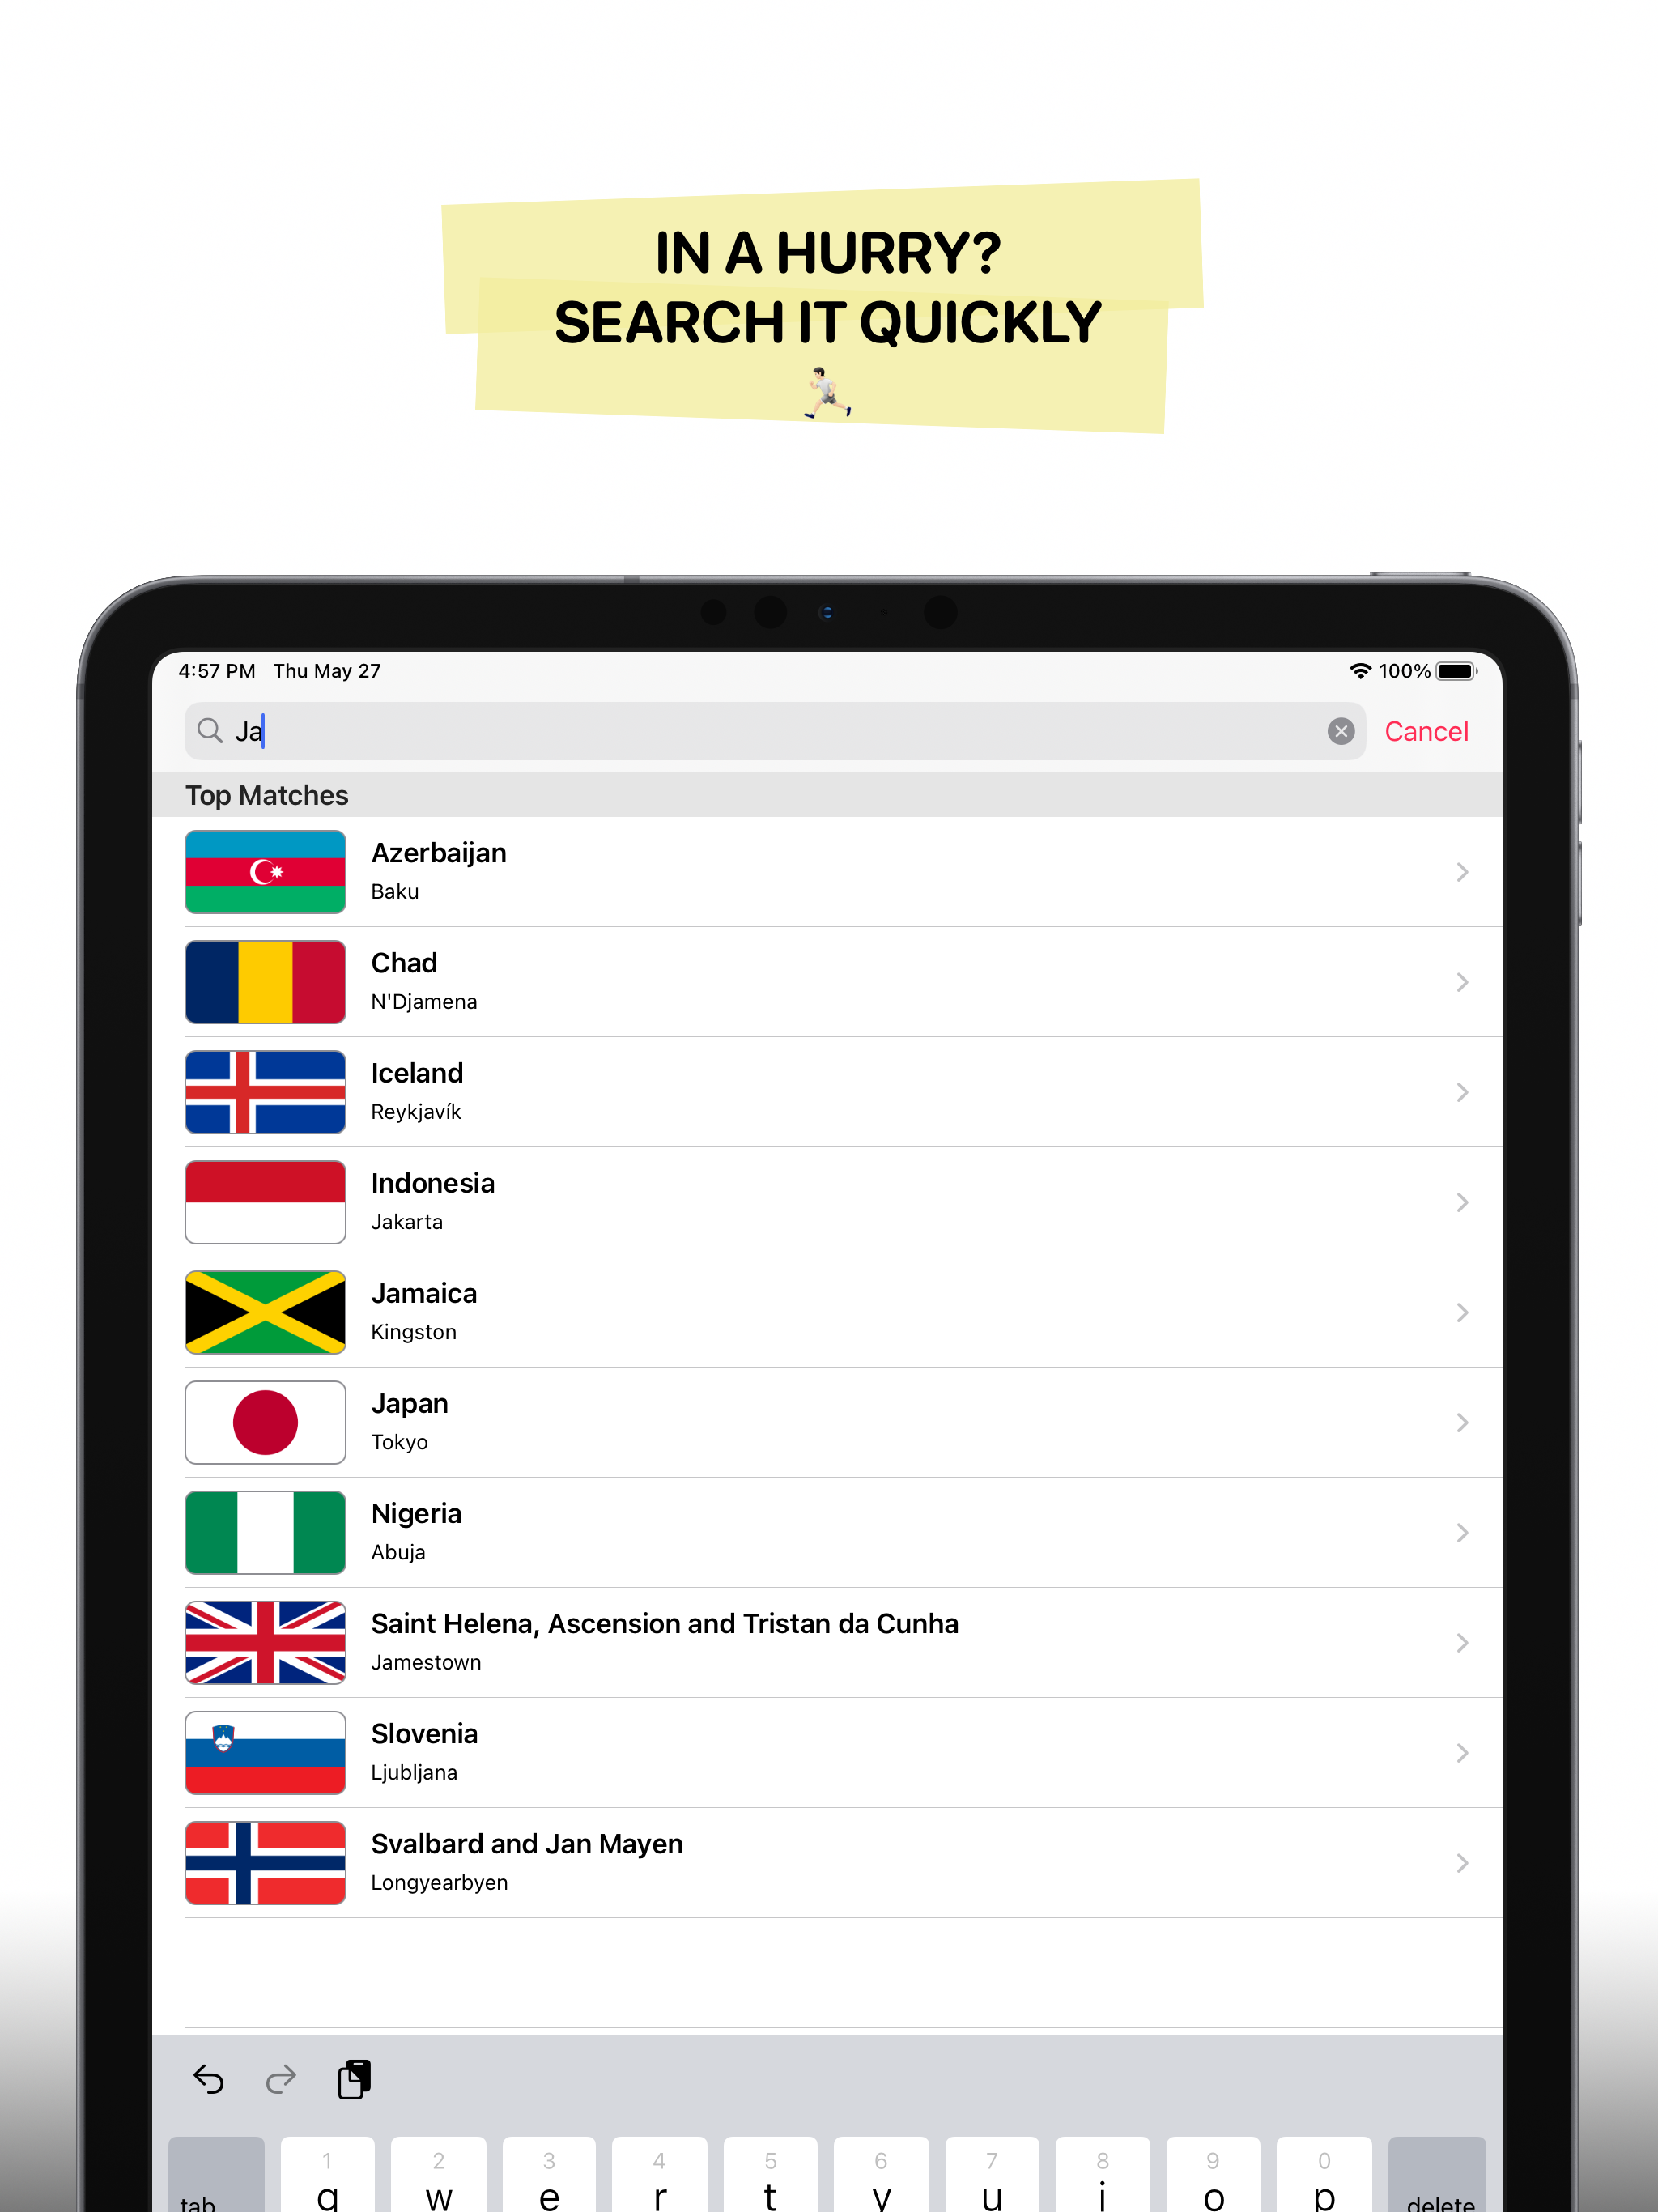 IN A HURRY?
SEARCH IT QUICKLY
4:57 PM Thu May 27 100%
Ja Cancel
Top Matches
Azerbaijan
Baku
Chad
N'Djamena
Iceland
Reykjavík
Indonesia
Jakarta
Jamaica
Kingston
Japan
Tokyo
Nigeria
Abuja
Saint Helena, Ascension and Tristan da Cunha
Jamestown
Slovenia
Ljubljana
Svalbard and Jan Mayen
Longyearbyen
1 2 3 4 5 6 7 8 9 0
tab q w e r t y u i o p delete